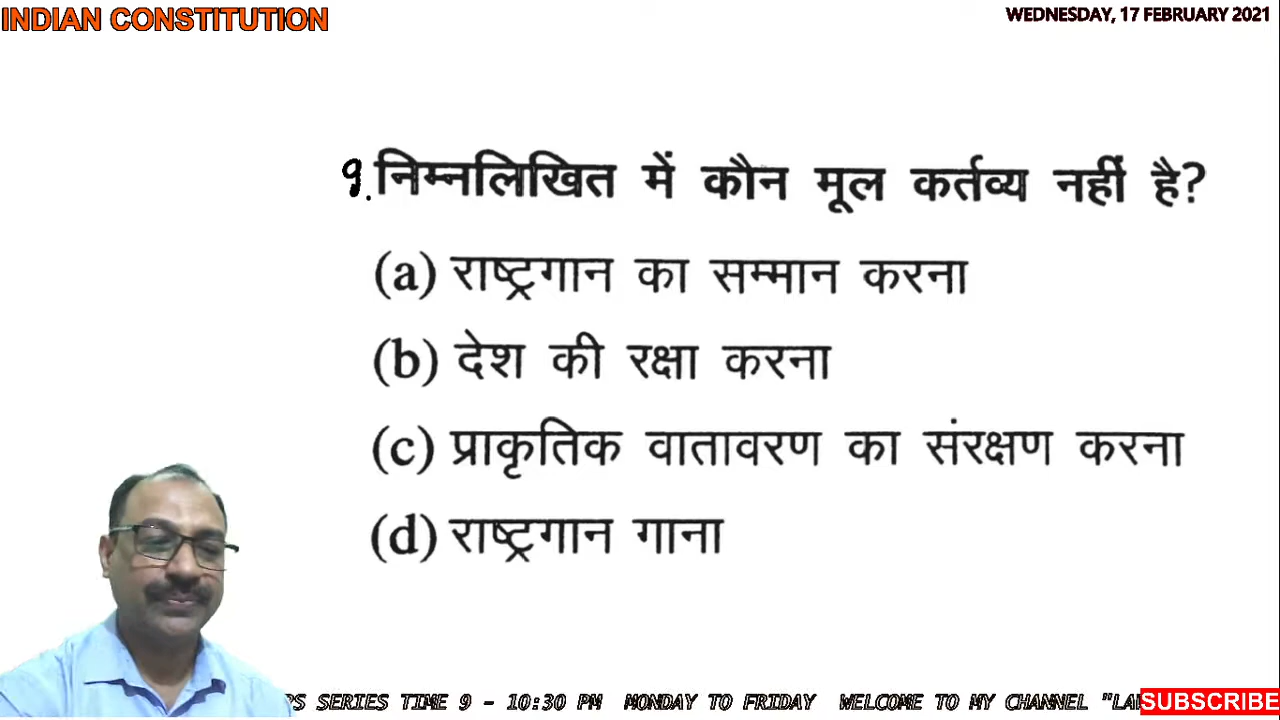 INDIAN CONSTITUTION
WEDNESDAY, 17 FEBRUARY 2021
9. निम्नलिखित में कौन मूल कर्तव्य नहीं है?
(a) राष्ट्रगान का सम्मान करना
(b) देश की रक्षा करना
(c) प्राकृतिक वातावरण का संरक्षण करना
(d) राष्ट्रगान गाना
SERIES TIME 9 - 10:30 PM MONDAY TO FRIDAY WELCOME TO MY CHANNEL
SUBSCRIBE